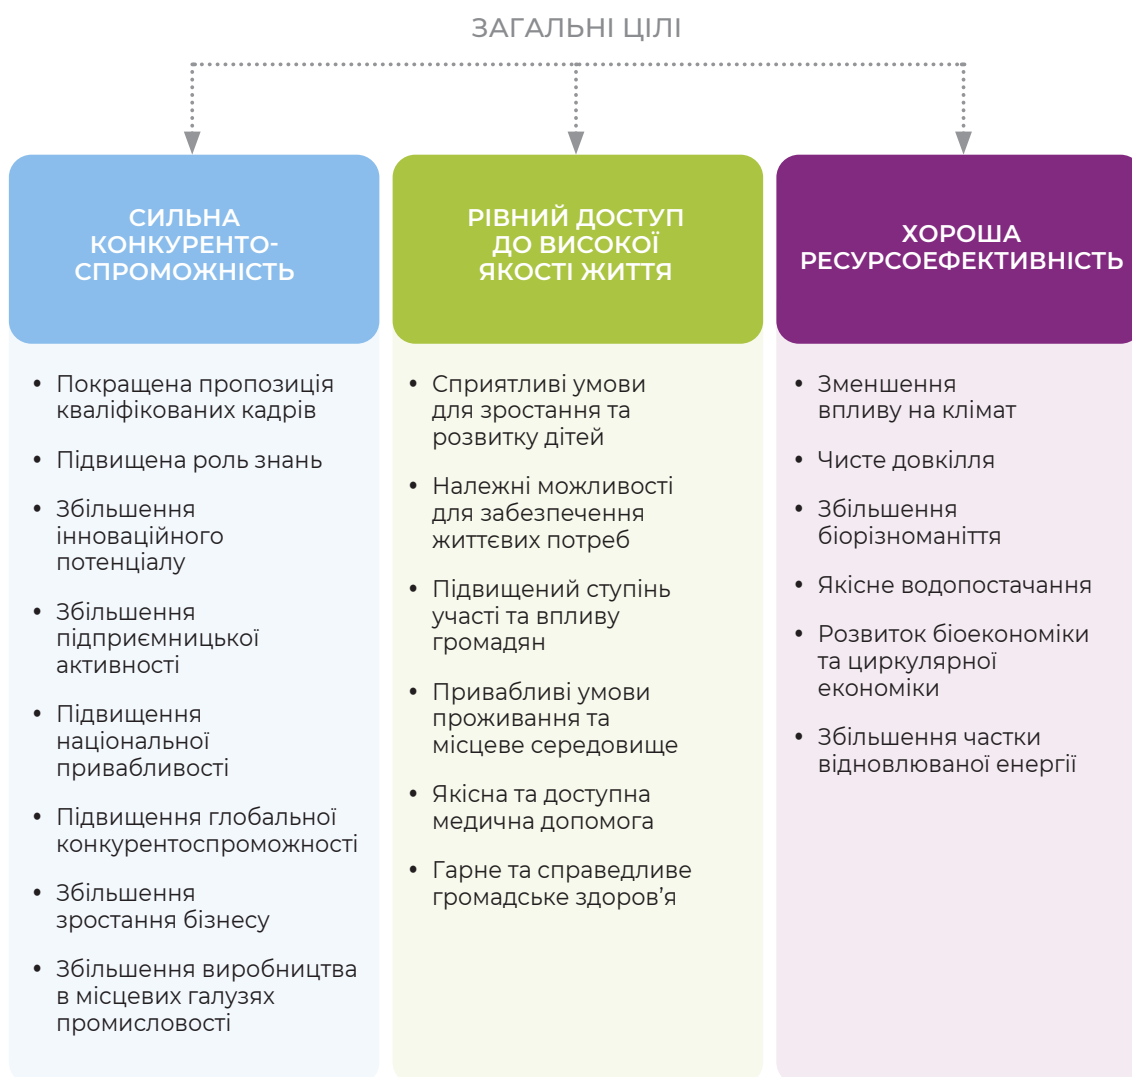 ЗАГАЛЬНІ ЦІЛІ
СИЛЬНА
КОНКУРЕНТО-
СПРОМОЖНІСТЬ
• Покращена пропозиція
кваліфікованих кадрів
• Підвищена роль знань
• Збільшення
інноваційного
потенціалу
• Збільшення
підприємницької
активності
• Підвищення
національної
привабливості
• Підвищення глобальної
конкурентоспроможності
• Збільшення
зростання бізнесу
• Збільшення виробництва
в місцевих галузях
промисловості
РІВНИЙ ДОСТУП
ДО ВИСОКОЇ
ЯКОСТІ ЖИТТЯ
• Сприятливі умови
для зростання та
розвитку дітей
• Належні можливості
для забезпечення
життєвих потреб
• Підвищений ступінь
участі та впливу
громадян
• Привабливі умови
проживання та
місцеве середовище
• Якісна та доступна
медична допомога
• Гарне та справедливе
громадське здоров’я
ХОРОША
РЕСУРСОЕФЕКТИВНІСТЬ
• Зменшення
впливу на клімат
• Чисте довкілля
• Збільшення
біорізноманіття
• Якісне водопостачання
• Розвиток біоекономіки
та циркулярної
економіки
• Збільшення частки
відновлюваної енергії